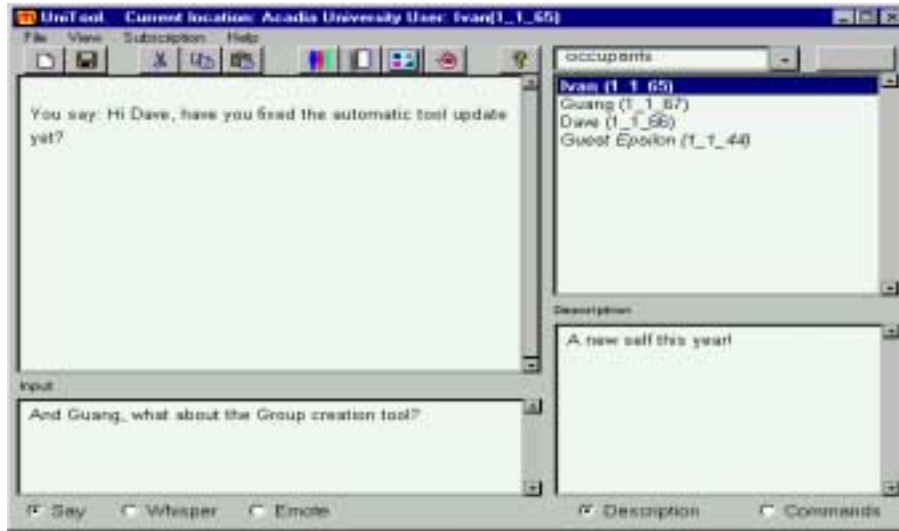 UniTool. Current location: Acadia University User: Ivan(1_1_65)
File View Subscription Help
You say: Hi Dave, have you fixed the automatic tool update
yet?
Input
And Guang, what about the Group creation tool?
Say Whisper Emote
occupants
Ivan (1_1_65)
Guang (1_1_67)
Dave (1_1_66)
Guest Epsilon (1_1_44)
Description
A new self this year!
Description Commands